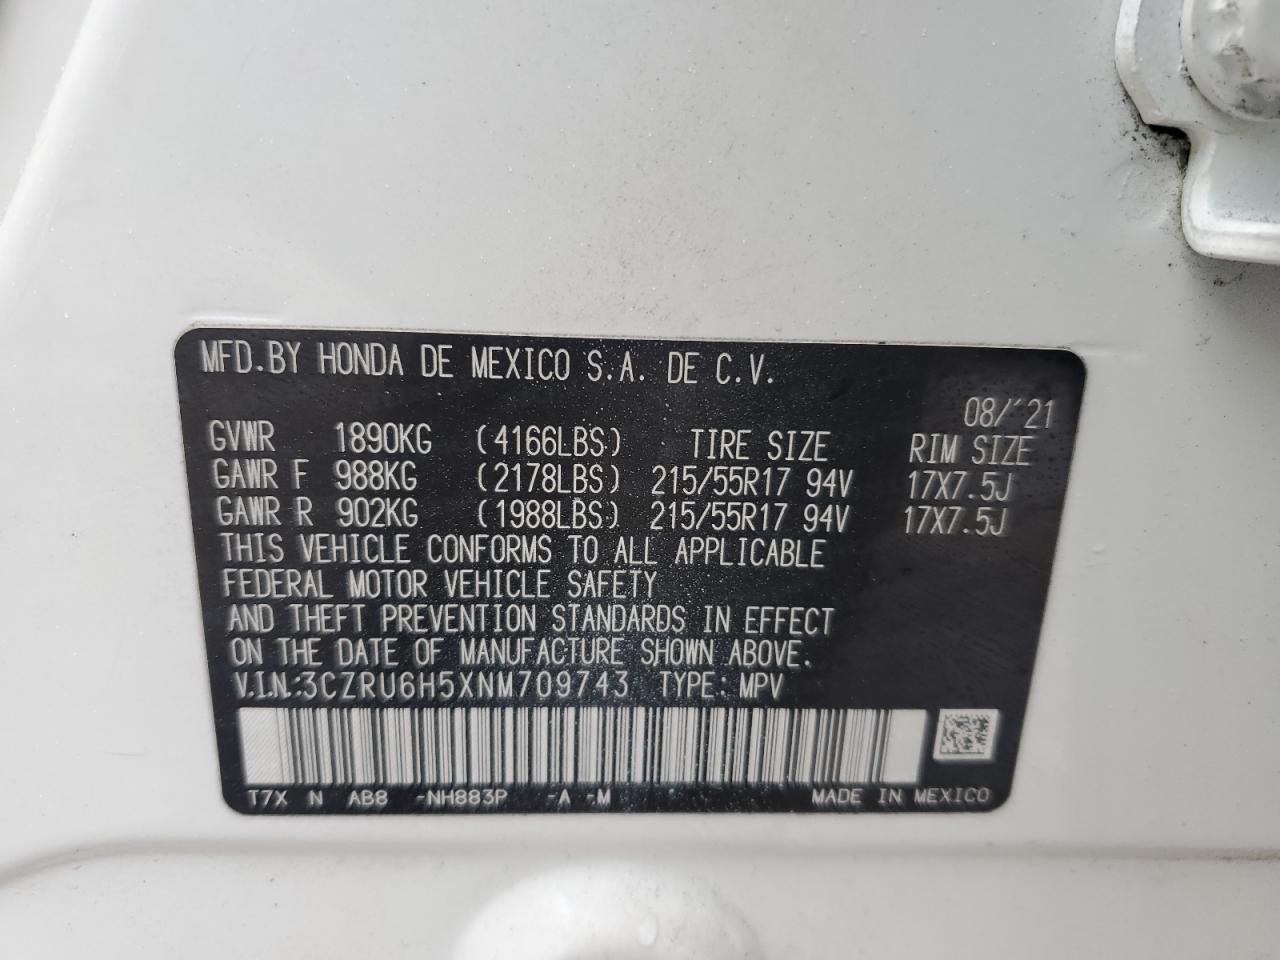 MFD.BY HONDA DE MEXICO S.A. DE C.V.
08/'21
GVWR 1890KG (4166LBS) TIRE SIZE RIM SIZE
GAWR F 988KG (2178LBS) 215/55R17 94V 17X7.5J
GAWR R 902KG (1988LBS) 215/55R17 94V 17X7.5J
THIS VEHICLE CONFORMS TO ALL APPLICABLE
FEDERAL MOTOR VEHICLE SAFETY
AND THEFT PREVENTION STANDARDS IN EFFECT
ON THE DATE OF MANUFACTURE SHOWN ABOVE.
V.I.N.:3CZRU6H5XNM709743 TYPE: MPV
T7X N AB8 -NH883P -A -M MADE IN MEXICO